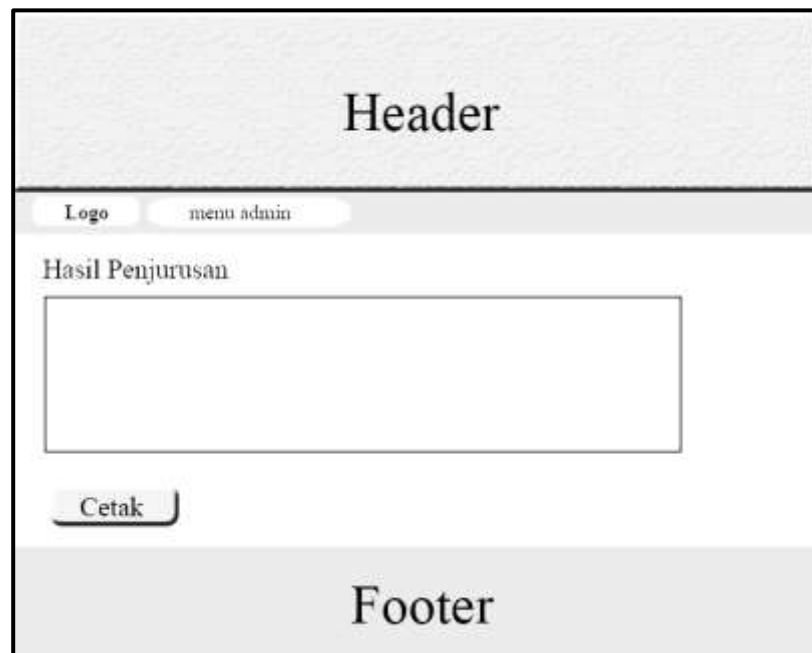 Header
Logo menu admin
Hasil Penjurusan
Cetak
Footer